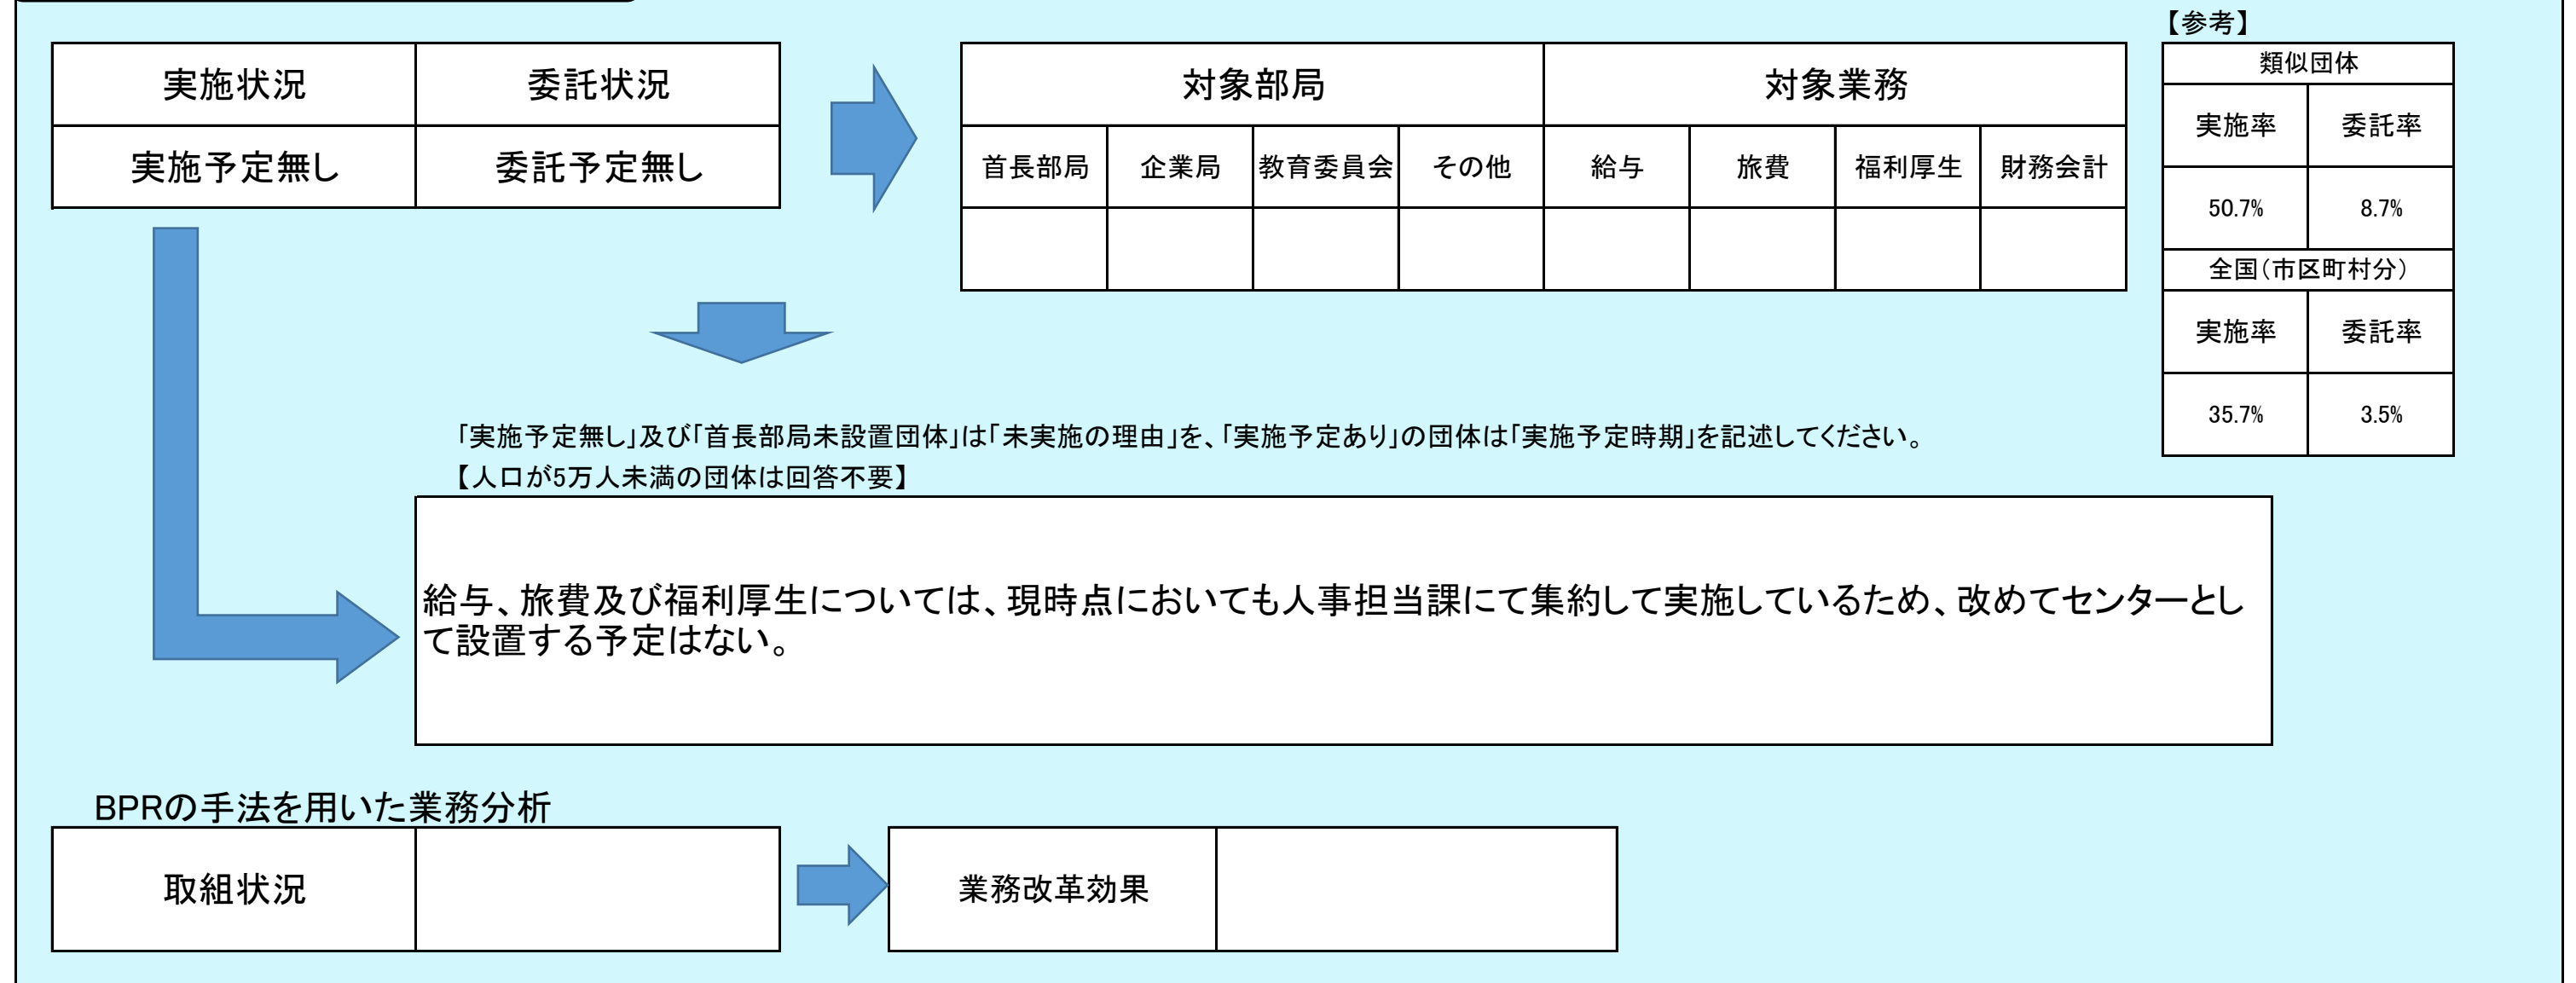 【参考】
実施状況 委託状況
実施予定無し 委託予定無し
対象部局 対象業務
首長部局 企業局 教育委員会 その他 給与 旅費 福利厚生 財務会計
類似団体
実施率 委託率
50.7% 8.7%
全国(市区町村分)
実施率 委託率
35.7% 3.5%
「実施予定無し」及び「首長部局未設置団体」は「未実施の理由」を、「実施予定あり」の団体は「実施予定時期」を記述してください。
【人口が5万人未満の団体は回答不要】
給与、旅費及び福利厚生については、現時点においても人事担当課にて集約して実施しているため、改めてセンターとし
て設置する予定はない。
BPRの手法を用いた業務分析
取組状況 業務改革効果